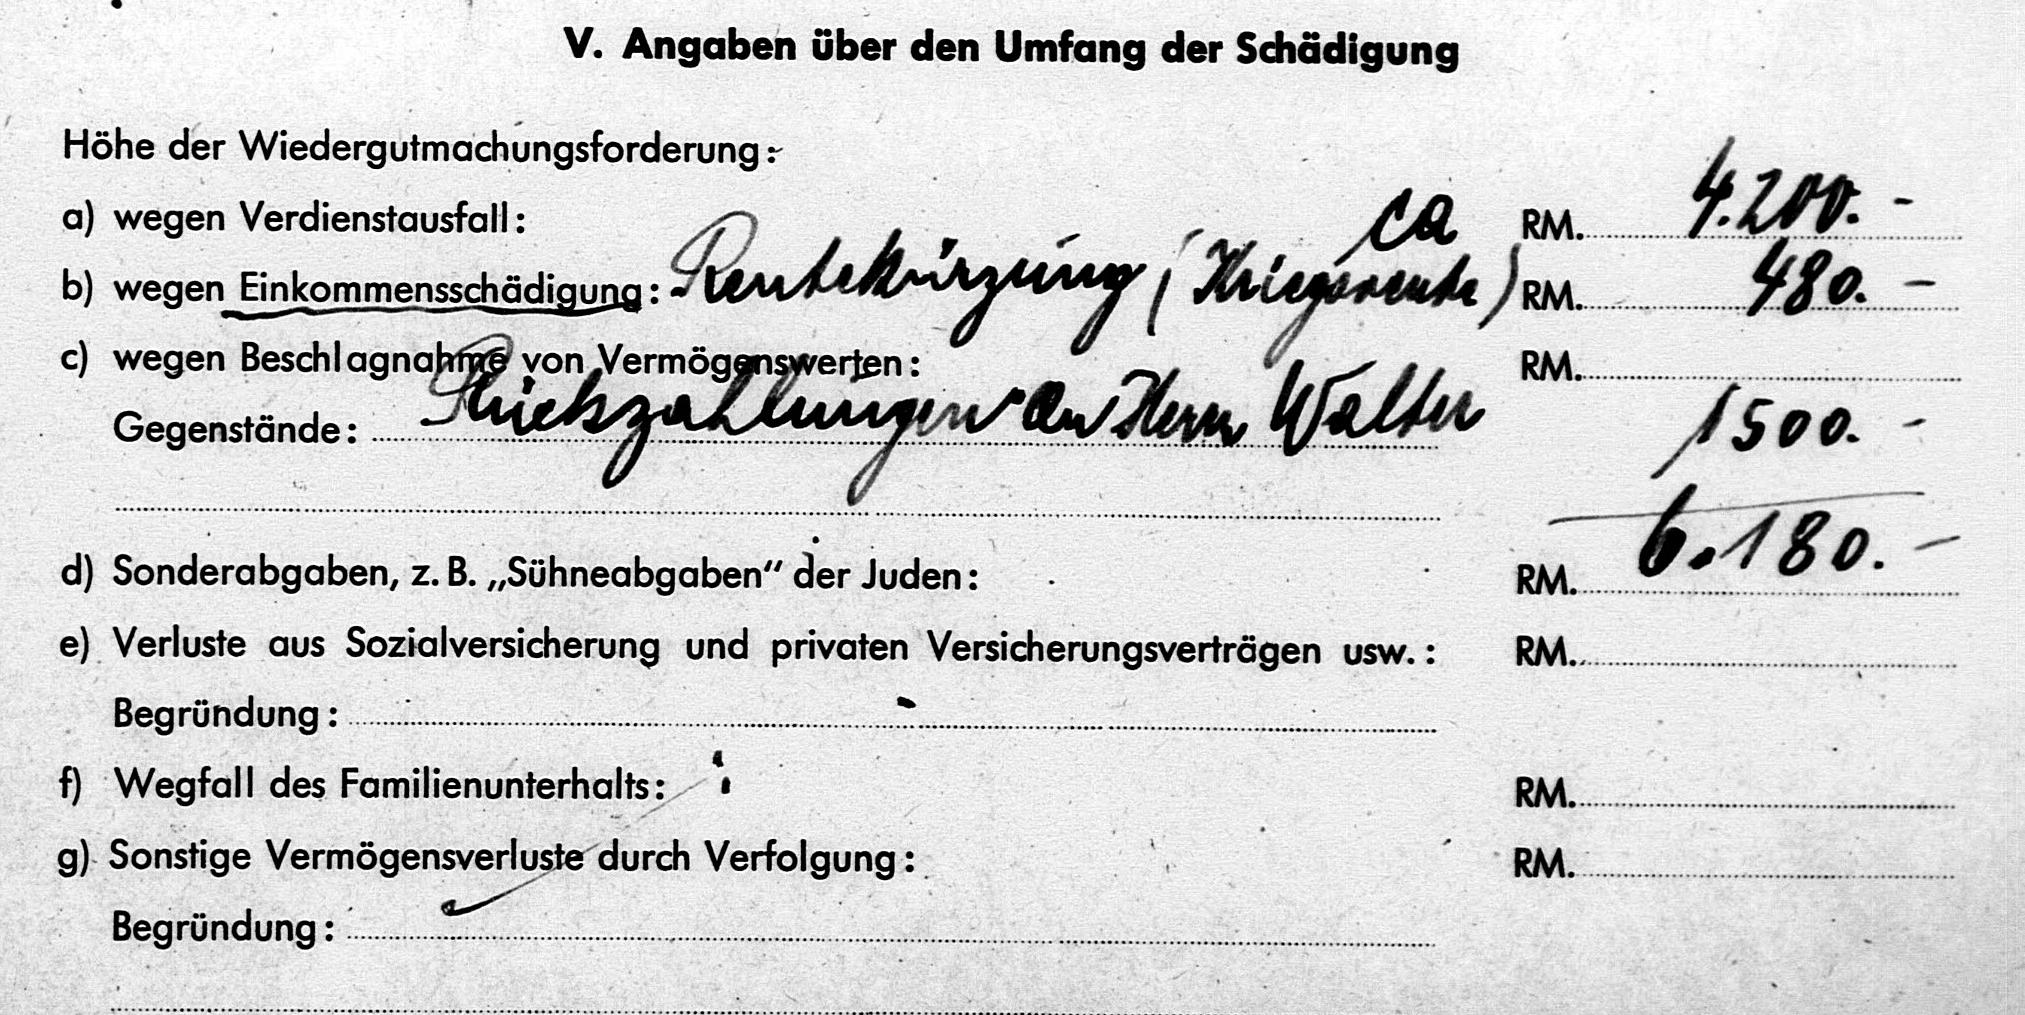 V. Angaben über den Umfang der Schädigung
Höhe der Wiedergutmachungsforderung:
a) wegen Verdienstausfall: ca RM. 4.200.-
b) wegen Einkommensschädigung: Rentekürzung (Kriegsrente) RM. 480.-
c) wegen Beschlagnahme von Vermögenswerten: RM.
Gegenstände: Rückzahlungen an Herrn Walter 1500.-
d) Sonderabgaben, z. B. „Sühneabgaben" der Juden: RM. 6.180.-
e) Verluste aus Sozialversicherung und privaten Versicherungsverträgen usw.: RM.
Begründung:
f) Wegfall des Familienunterhalts: RM.
g) Sonstige Vermögensverluste durch Verfolgung: RM.
Begründung: